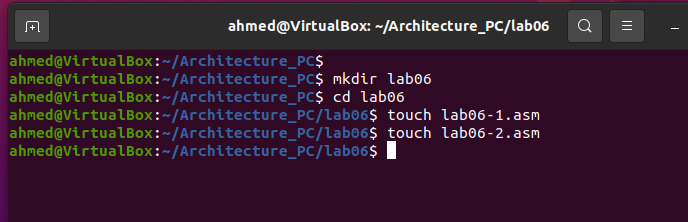 ahmed@VirtualBox: ~/Architecture_PC/lab06
ahmed@VirtualBox:~/Architecture_PC$
ahmed@VirtualBox:~/Architecture_PC$ mkdir lab06
ahmed@VirtualBox:~/Architecture_PC$ cd lab06
ahmed@VirtualBox:~/Architecture_PC/lab06$ touch lab06-1.asm
ahmed@VirtualBox:~/Architecture_PC/lab06$ touch lab06-2.asm
ahmed@VirtualBox:~/Architecture_PC/lab06$